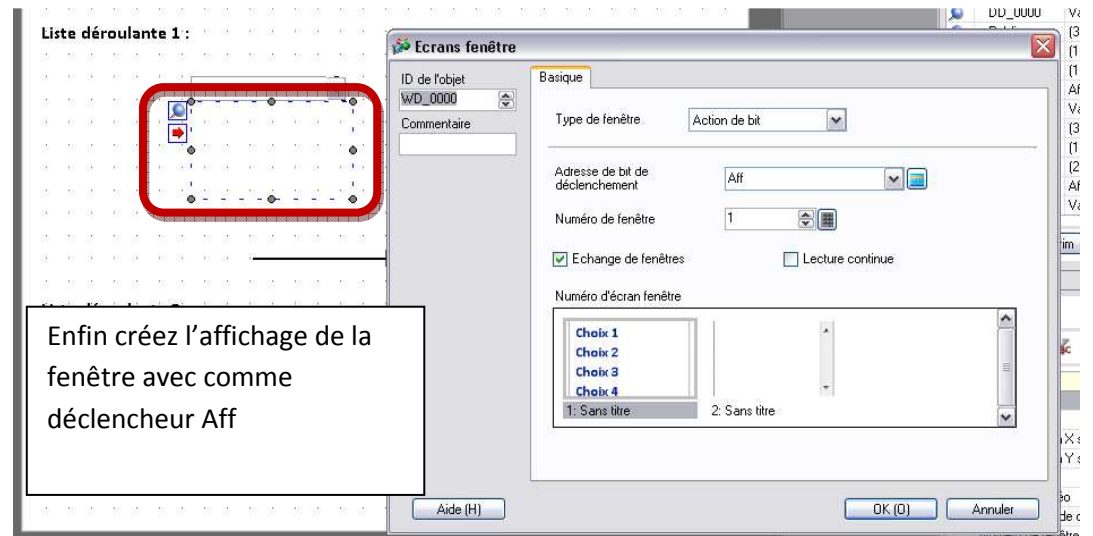 Liste déroulante 1 :
Ecrans fenêtre
ID de l'objet
WD_0000
Commentaire
Basique
Type de fenêtre
Action de bit
Adresse de bit de
déclenchement
Aff
Numéro de fenêtre
1
Echange de fenêtres
Lecture continue
Numéro d'écran fenêtre
Choix 1
Choix 2
Choix 3
Choix 4
1: Sans titre
2: Sans titre
Aide (H)
OK (O)
Annuler
Enfin créez l'affichage de la
fenêtre avec comme
déclencheur Aff
DD_0000